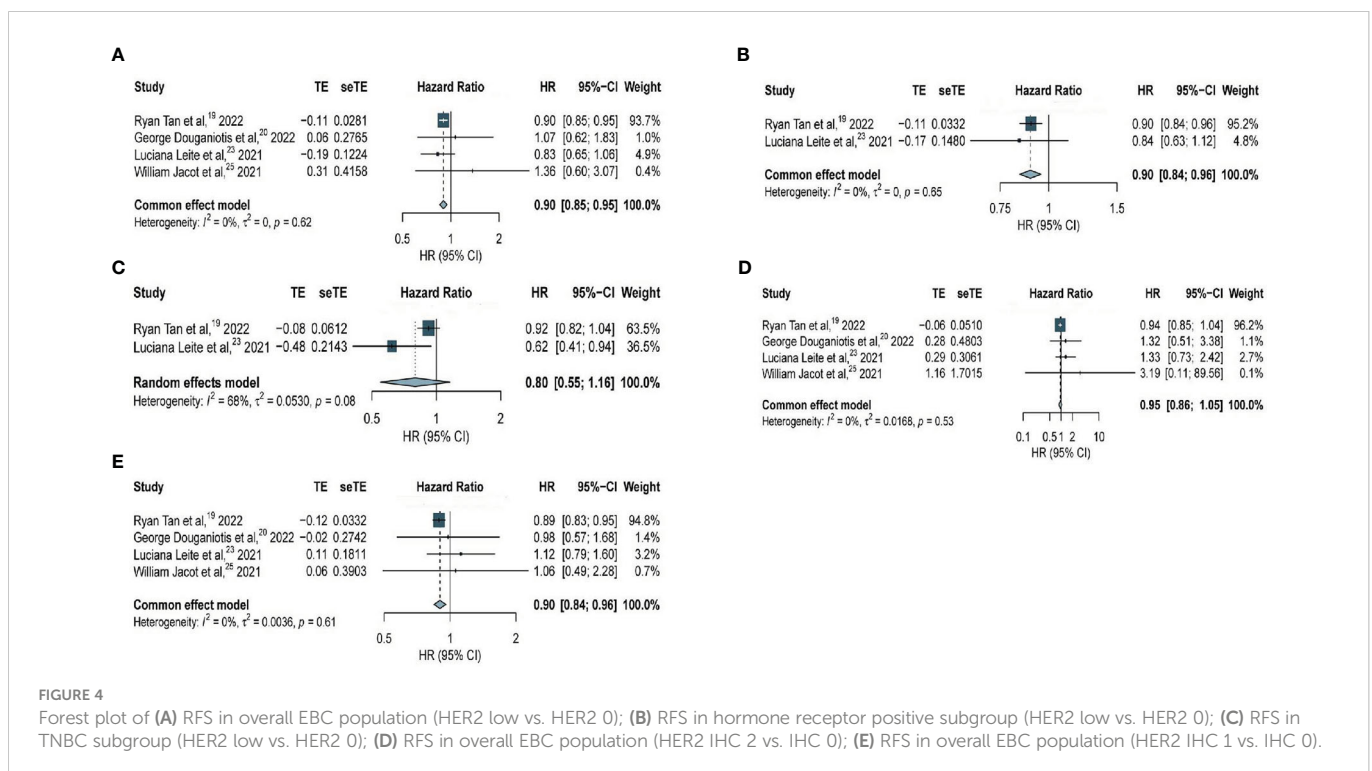 A
Study TE seTE Hazard Ratio HR 95%−CI Weight
Ryan Tan et al,19 2022 −0.11 0.0281 0.90 [0.85; 0.95] 93.7%
George Douganiotis et al,20 2022 0.06 0.2765 1.07 [0.62; 1.83] 1.0%
Luciana Leite et al,23 2021 −0.19 0.1224 0.83 [0.65; 1.06] 4.9%
William Jacot et al,25 2021 0.31 0.4158 1.36 [0.60; 3.07] 0.4%
Common effect model 0.90 [0.85; 0.95] 100.0%
Heterogeneity: I2 = 0%, τ2 = 0, p = 0.62
0.5 1 2
HR (95% CI)
B
Study TE seTE Hazard Ratio HR 95%−CI Weight
Ryan Tan et al,19 2022 −0.11 0.0332 0.90 [0.84; 0.96] 95.2%
Luciana Leite et al,23 2021 −0.17 0.1480 0.84 [0.63; 1.12] 4.8%
Common effect model 0.90 [0.84; 0.96] 100.0%
Heterogeneity: I2 = 0%, τ2 = 0, p = 0.65
0.75 1 1.5
HR (95% CI)
C
Study TE seTE Hazard Ratio HR 95%−CI Weight
Ryan Tan et al,19 2022 −0.08 0.0612 0.92 [0.82; 1.04] 63.5%
Luciana Leite et al,23 2021 −0.48 0.2143 0.62 [0.41; 0.94] 36.5%
Random effects model 0.80 [0.55; 1.16] 100.0%
Heterogeneity: I2 = 68%, τ2 = 0.0530, p = 0.08
0.5 1 2
HR (95% CI)
D
Study TE seTE Hazard Ratio HR 95%−CI Weight
Ryan Tan et al,19 2022 −0.06 0.0510 0.94 [0.85; 1.04] 96.2%
George Douganiotis et al,20 2022 0.28 0.4803 1.32 [0.51; 3.38] 1.1%
Luciana Leite et al,23 2021 0.29 0.3061 1.33 [0.73; 2.42] 2.7%
William Jacot et al,25 2021 1.16 1.7015 3.19 [0.11; 89.56] 0.1%
Common effect model 0.95 [0.86; 1.05] 100.0%
Heterogeneity: I2 = 0%, τ2 = 0.0168, p = 0.53
0.1 0.5 1 2 10
HR (95% CI)
E
Study TE seTE Hazard Ratio HR 95%−CI Weight
Ryan Tan et al,19 2022 −0.12 0.0332 0.89 [0.83; 0.95] 94.8%
George Douganiotis et al,20 2022 −0.02 0.2742 0.98 [0.57; 1.68] 1.4%
Luciana Leite et al,23 2021 0.11 0.1811 1.12 [0.79; 1.60] 3.2%
William Jacot et al,25 2021 0.06 0.3903 1.06 [0.49; 2.28] 0.7%
Common effect model 0.90 [0.84; 0.96] 100.0%
Heterogeneity: I2 = 0%, τ2 = 0.0036, p = 0.61
0.5 1 2
HR (95% CI)
FIGURE 4
Forest plot of (A) RFS in overall EBC population (HER2 low vs. HER2 0); (B) RFS in hormone receptor positive subgroup (HER2 low vs. HER2 0); (C) RFS in
TNBC subgroup (HER2 low vs. HER2 0); (D) RFS in overall EBC population (HER2 IHC 2 vs. IHC 0); (E) RFS in overall EBC population (HER2 IHC 1 vs. IHC 0).